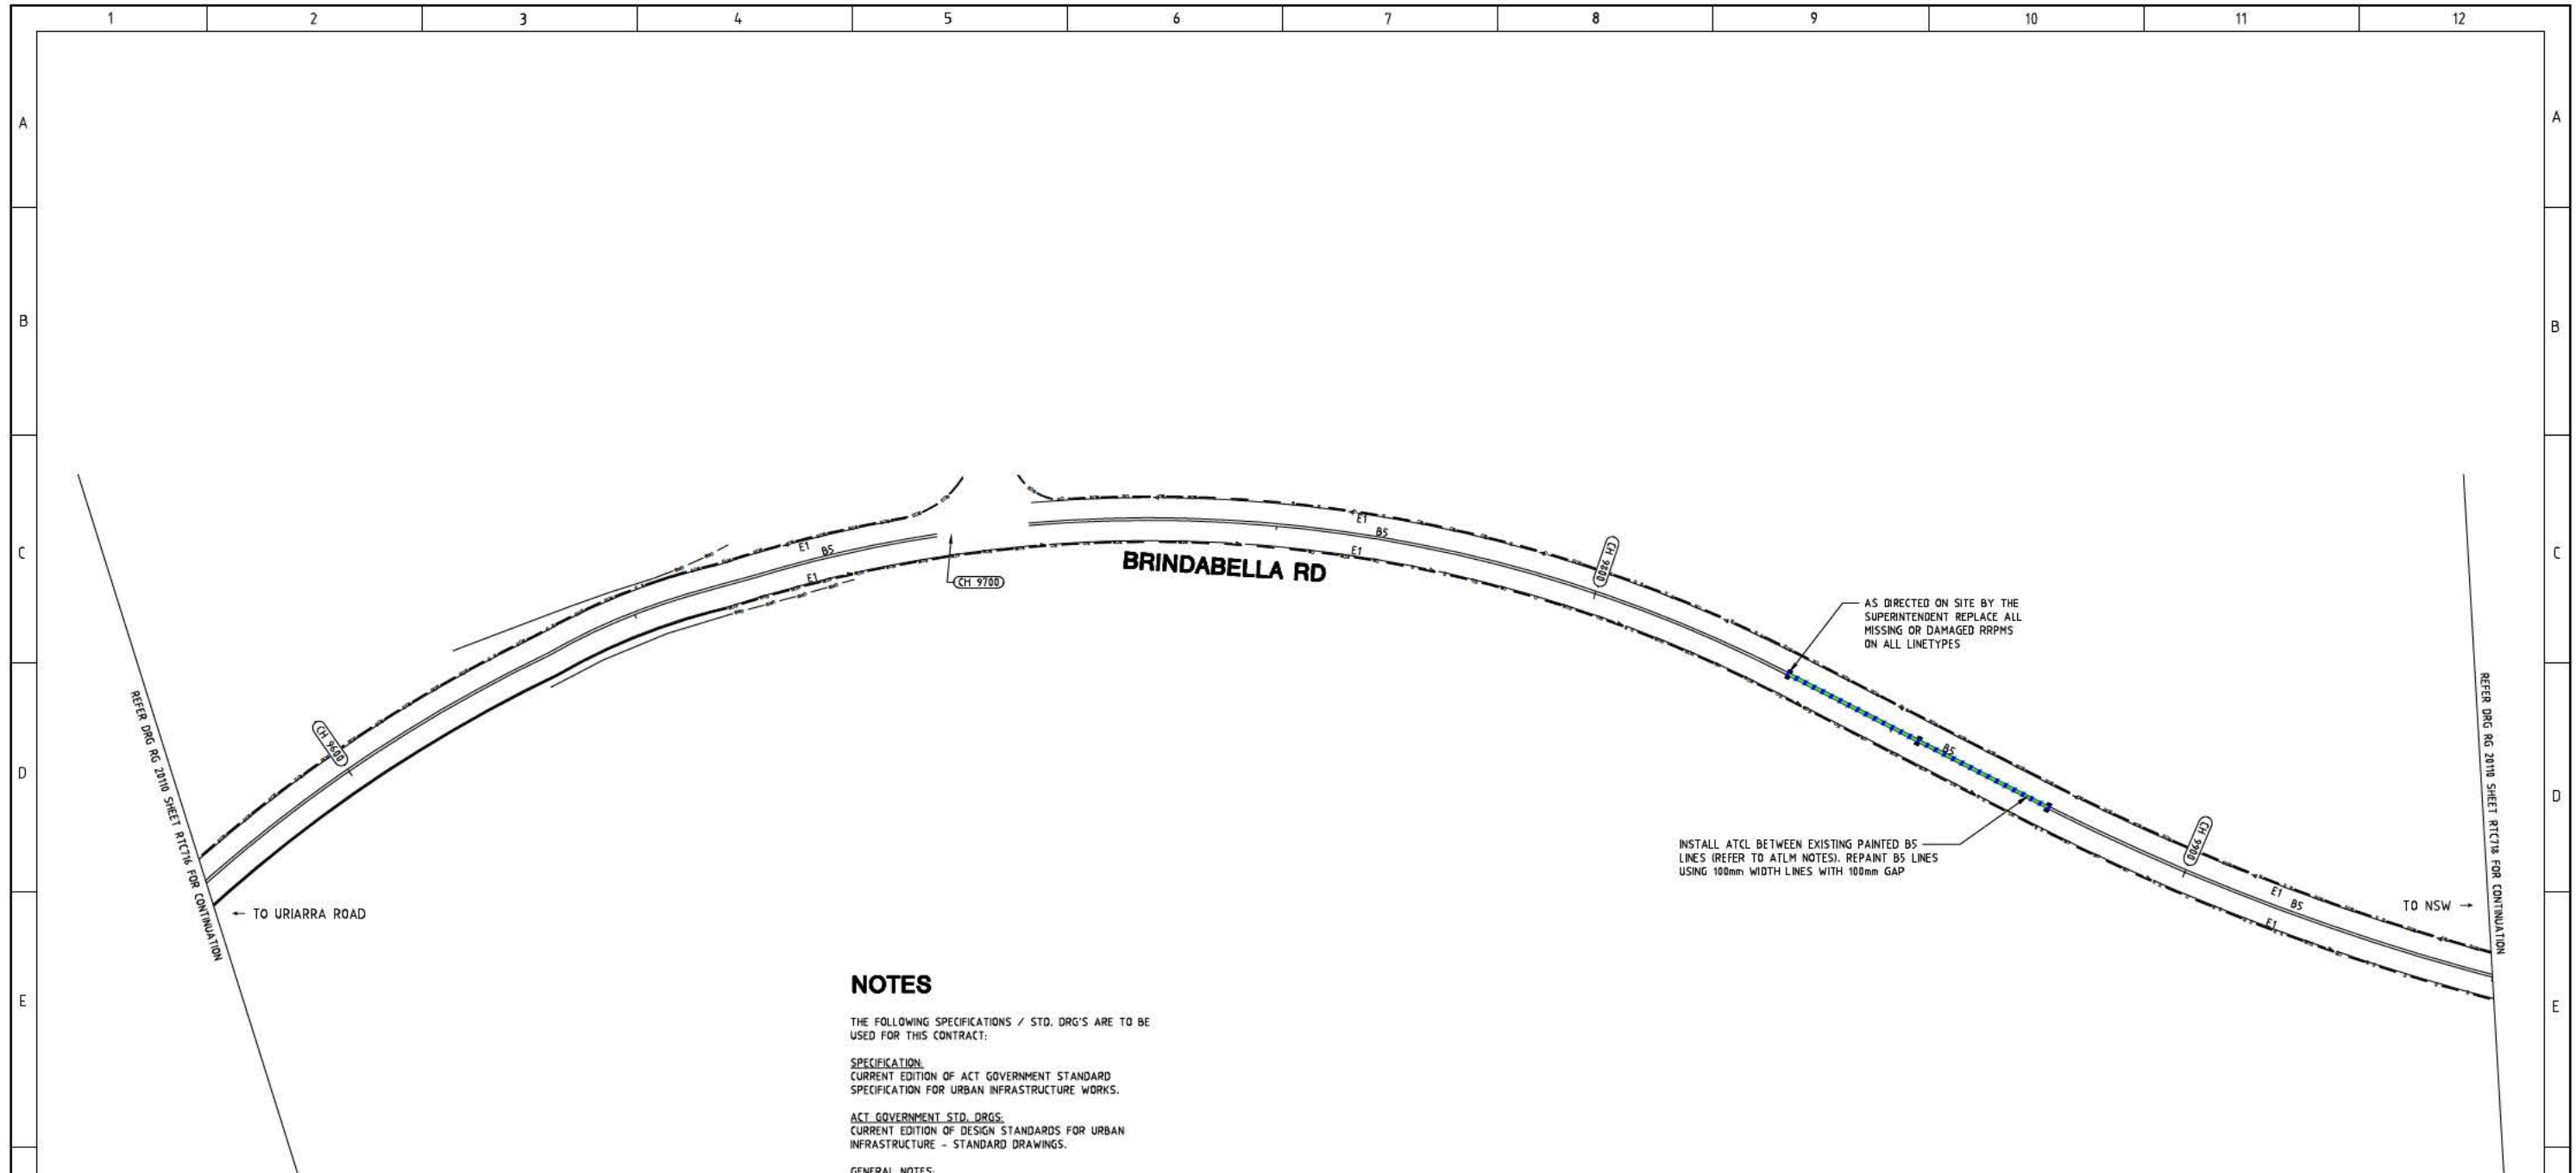 1 2 3 4 5 6 7 8 9 10 11 12
A
A
B
B
C
C
D
D
E
E
E1
B5
E1
CH 9700
E1
B5
E1
BRINDABELLA RD
CH 9800
AS DIRECTED ON SITE BY THE
SUPERINTENDENT REPLACE ALL
MISSING OR DAMAGED RRPMS
ON ALL LINETYPES
CH 9600
B5
REFER DRG RG 20110 SHEET RTC716 FOR CONTINUATION
REFER DRG RG 20110 SHEET RTC718 FOR CONTINUATION
INSTALL ATCL BETWEEN EXISTING PAINTED B5
LINES (REFER TO ATLM NOTES). REPAINT B5 LINES
USING 100mm WIDTH LINES WITH 100mm GAP
CH 9900
E1
B5
E1
TO NSW →
← TO URIARRA ROAD
NOTES
THE FOLLOWING SPECIFICATIONS / STD. DRG'S ARE TO BE
USED FOR THIS CONTRACT:
SPECIFICATION:
CURRENT EDITION OF ACT GOVERNMENT STANDARD
SPECIFICATION FOR URBAN INFRASTRUCTURE WORKS.
ACT GOVERNMENT STD. DRGS:
CURRENT EDITION OF DESIGN STANDARDS FOR URBAN
INFRASTRUCTURE - STANDARD DRAWINGS.
GENERAL NOTES: